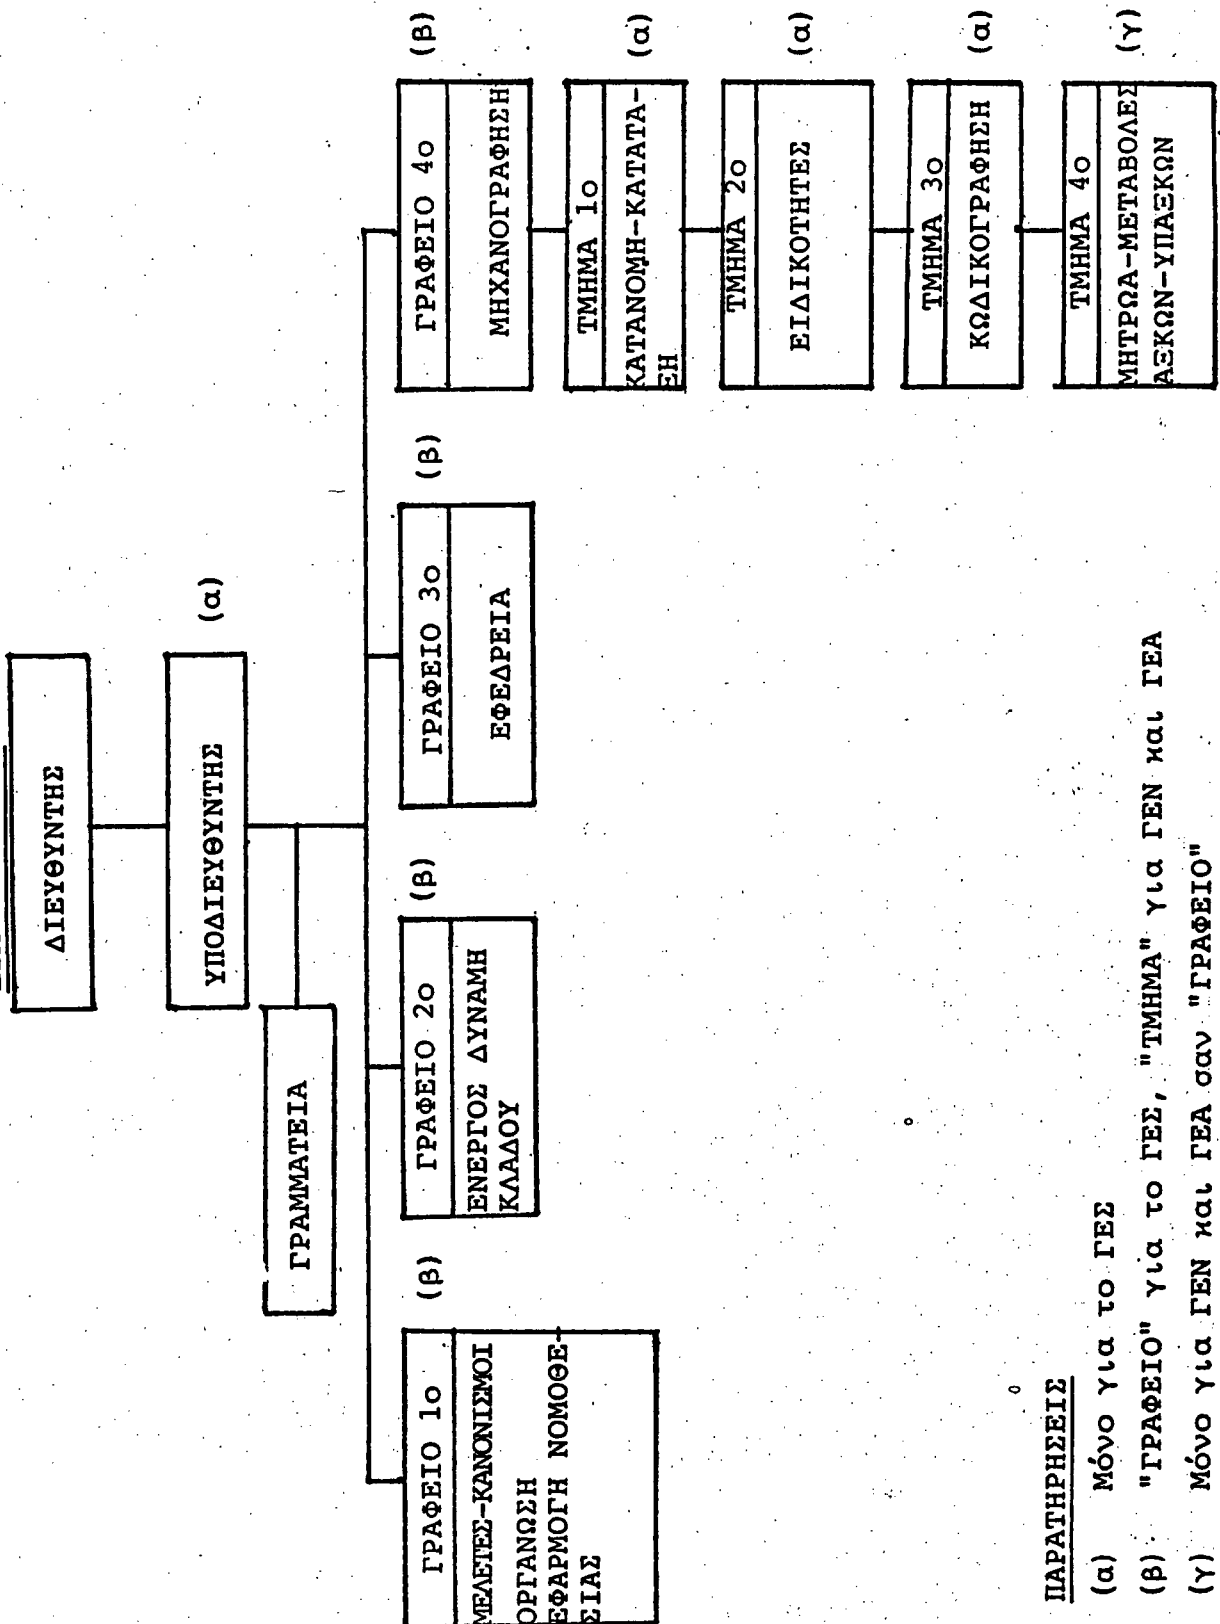 ΔΙΕΥΘΥΝΤΗΣ
ΥΠΟΔΙΕΥΘΥΝΤΗΣ
(α)
ΓΡΑΜΜΑΤΕΙΑ
ΓΡΑΦΕΙΟ 1ο
(β)
ΜΕΛΕΤΕΣ-ΚΑΝΟΝΙΣΜΟΙ
ΟΡΓΑΝΩΣΗ
ΕΦΑΡΜΟΓΗ ΝΟΜΟΘΕ-
ΣΙΑΣ
ΓΡΑΦΕΙΟ 2ο
(β)
ΕΝΕΡΓΟΣ ΔΥΝΑΜΗ
ΚΛΑΔΟΥ
ΓΡΑΦΕΙΟ 3ο
(β)
ΕΦΕΔΡΕΙΑ
ΓΡΑΦΕΙΟ 4ο
(β)
ΜΗΧΑΝΟΓΡΑΦΗΣΗ
ΤΜΗΜΑ 1ο
(α)
ΚΑΤΑΝΟΜΗ-ΚΑΤΑΤΑ-
ΞΗ
ΤΜΗΜΑ 2ο
(α)
ΕΙΔΙΚΟΤΗΤΕΣ
ΤΜΗΜΑ 3ο
(α)
ΚΩΔΙΚΟΓΡΑΦΗΣΗ
ΤΜΗΜΑ 4ο
(γ)
ΜΗΤΡΩΑ-ΜΕΤΑΒΟΛΕΣ
ΑΞΚΩΝ-ΥΠΑΞΚΩΝ
ΠΑΡΑΤΗΡΗΣΕΙΣ
(α) Μόνο για το ΓΕΣ
(β) "ΓΡΑΦΕΙΟ" για το ΓΕΣ, "ΤΜΗΜΑ" για ΓΕΝ και ΓΕΑ
(γ) Μόνο για ΓΕΝ και ΓΕΑ σαν "ΓΡΑΦΕΙΟ"